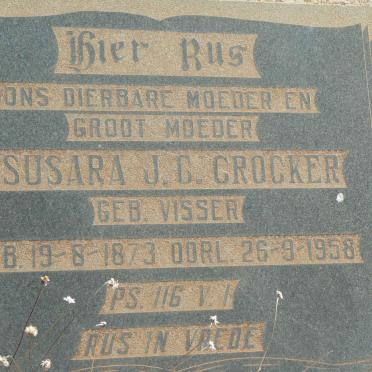 Hier Rus
ONS DIERBARE MOEDER EN
GROOT MOEDER
SUSARA J.C. CROCKER
GEB. VISSER
B. 19-8-1873 OORL. 26-9-1958
PS. 116 V. 1
RUS IN VREDE